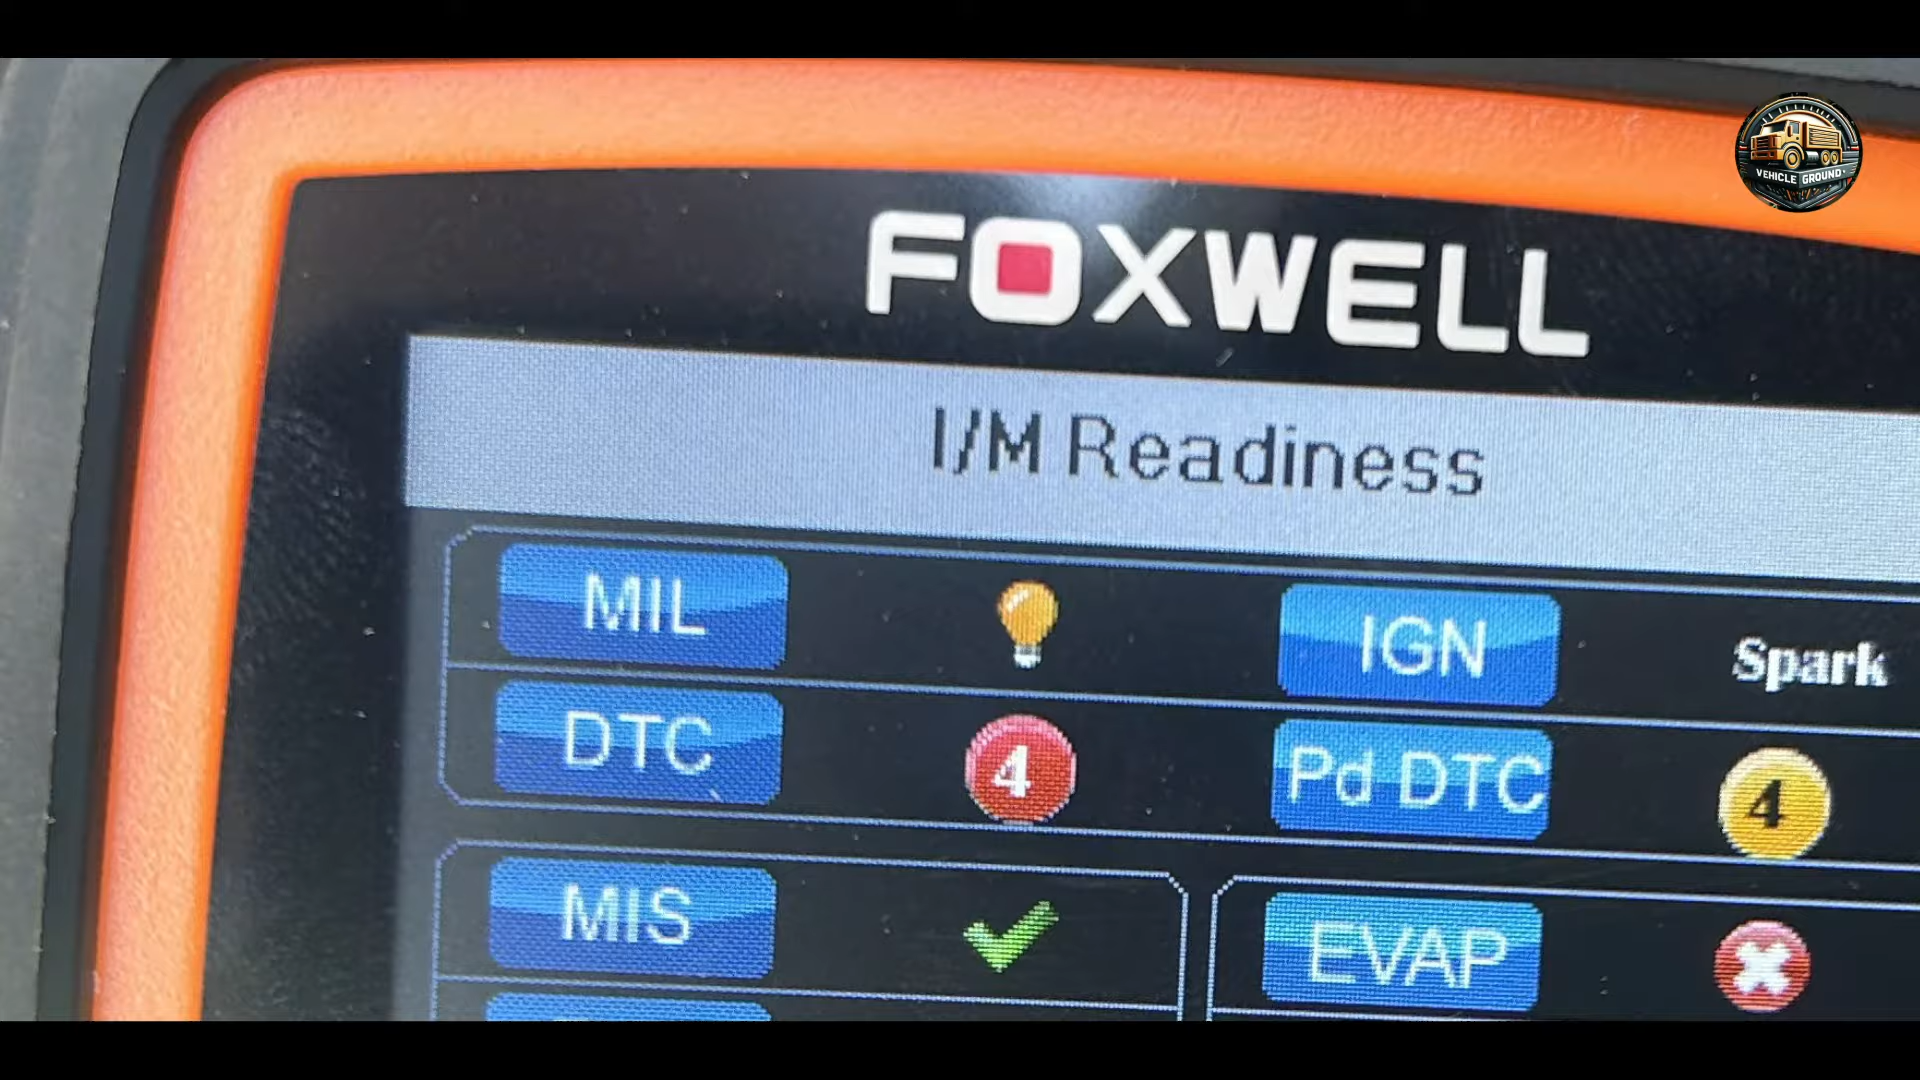 VEHICLE GROUND
FOXWELL
I/M Readiness
MIL IGN Spark
DTC 4 Pd DTC 4
MIS EVAP